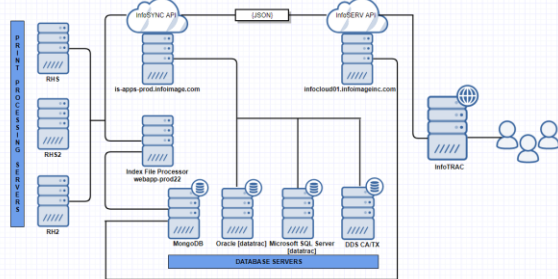 InfoSYNC API
(JSON)
InfoSERV API
PRINT PROCESSING SERVERS
RHS
is-apps-prod.infoimage.com
infocloud01.infoimageinc.com
RHS2
Index File Processor
webapp.prod22
InfoTRAC
RH2
MongoDB
Oracle [datatrac]
Microsoft SQL Server
[datatrac]
DDS CA/TX
DATABASE SERVERS